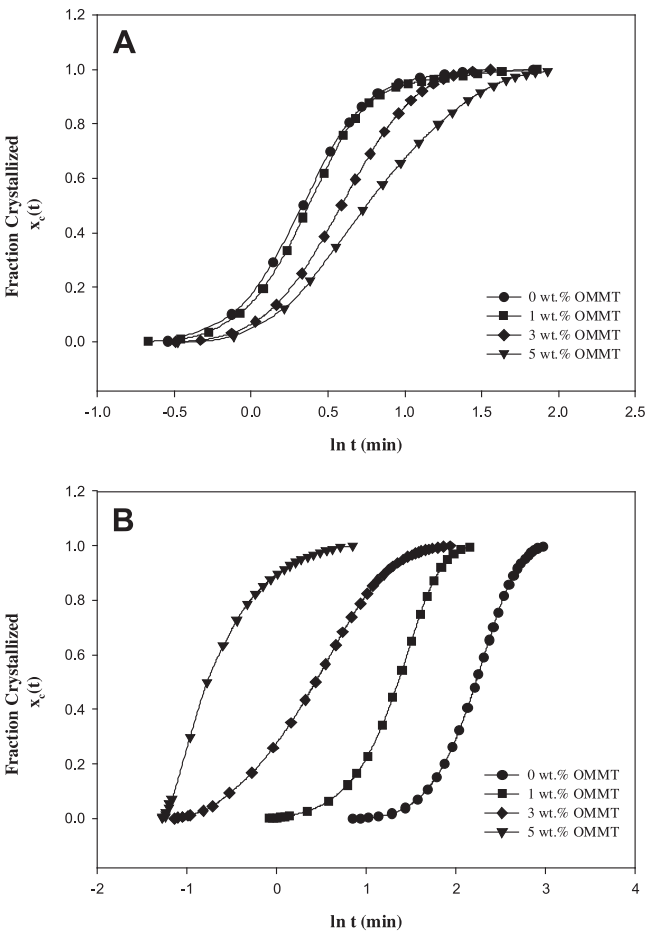 A
1.2
1.0
0.8
0.6
0.4
0.2
0.0
Fraction Crystallized
x_c(t)
0 wt.% OMMT
1 wt.% OMMT
3 wt.% OMMT
5 wt.% OMMT
-1.0 -0.5 0.0 0.5 1.0 1.5 2.0 2.5
ln t (min)
B
1.2
1.0
0.8
0.6
0.4
0.2
0.0
Fraction Crystallized
x_c(t)
0 wt.% OMMT
1 wt.% OMMT
3 wt.% OMMT
5 wt.% OMMT
-2 -1 0 1 2 3 4
ln t (min)